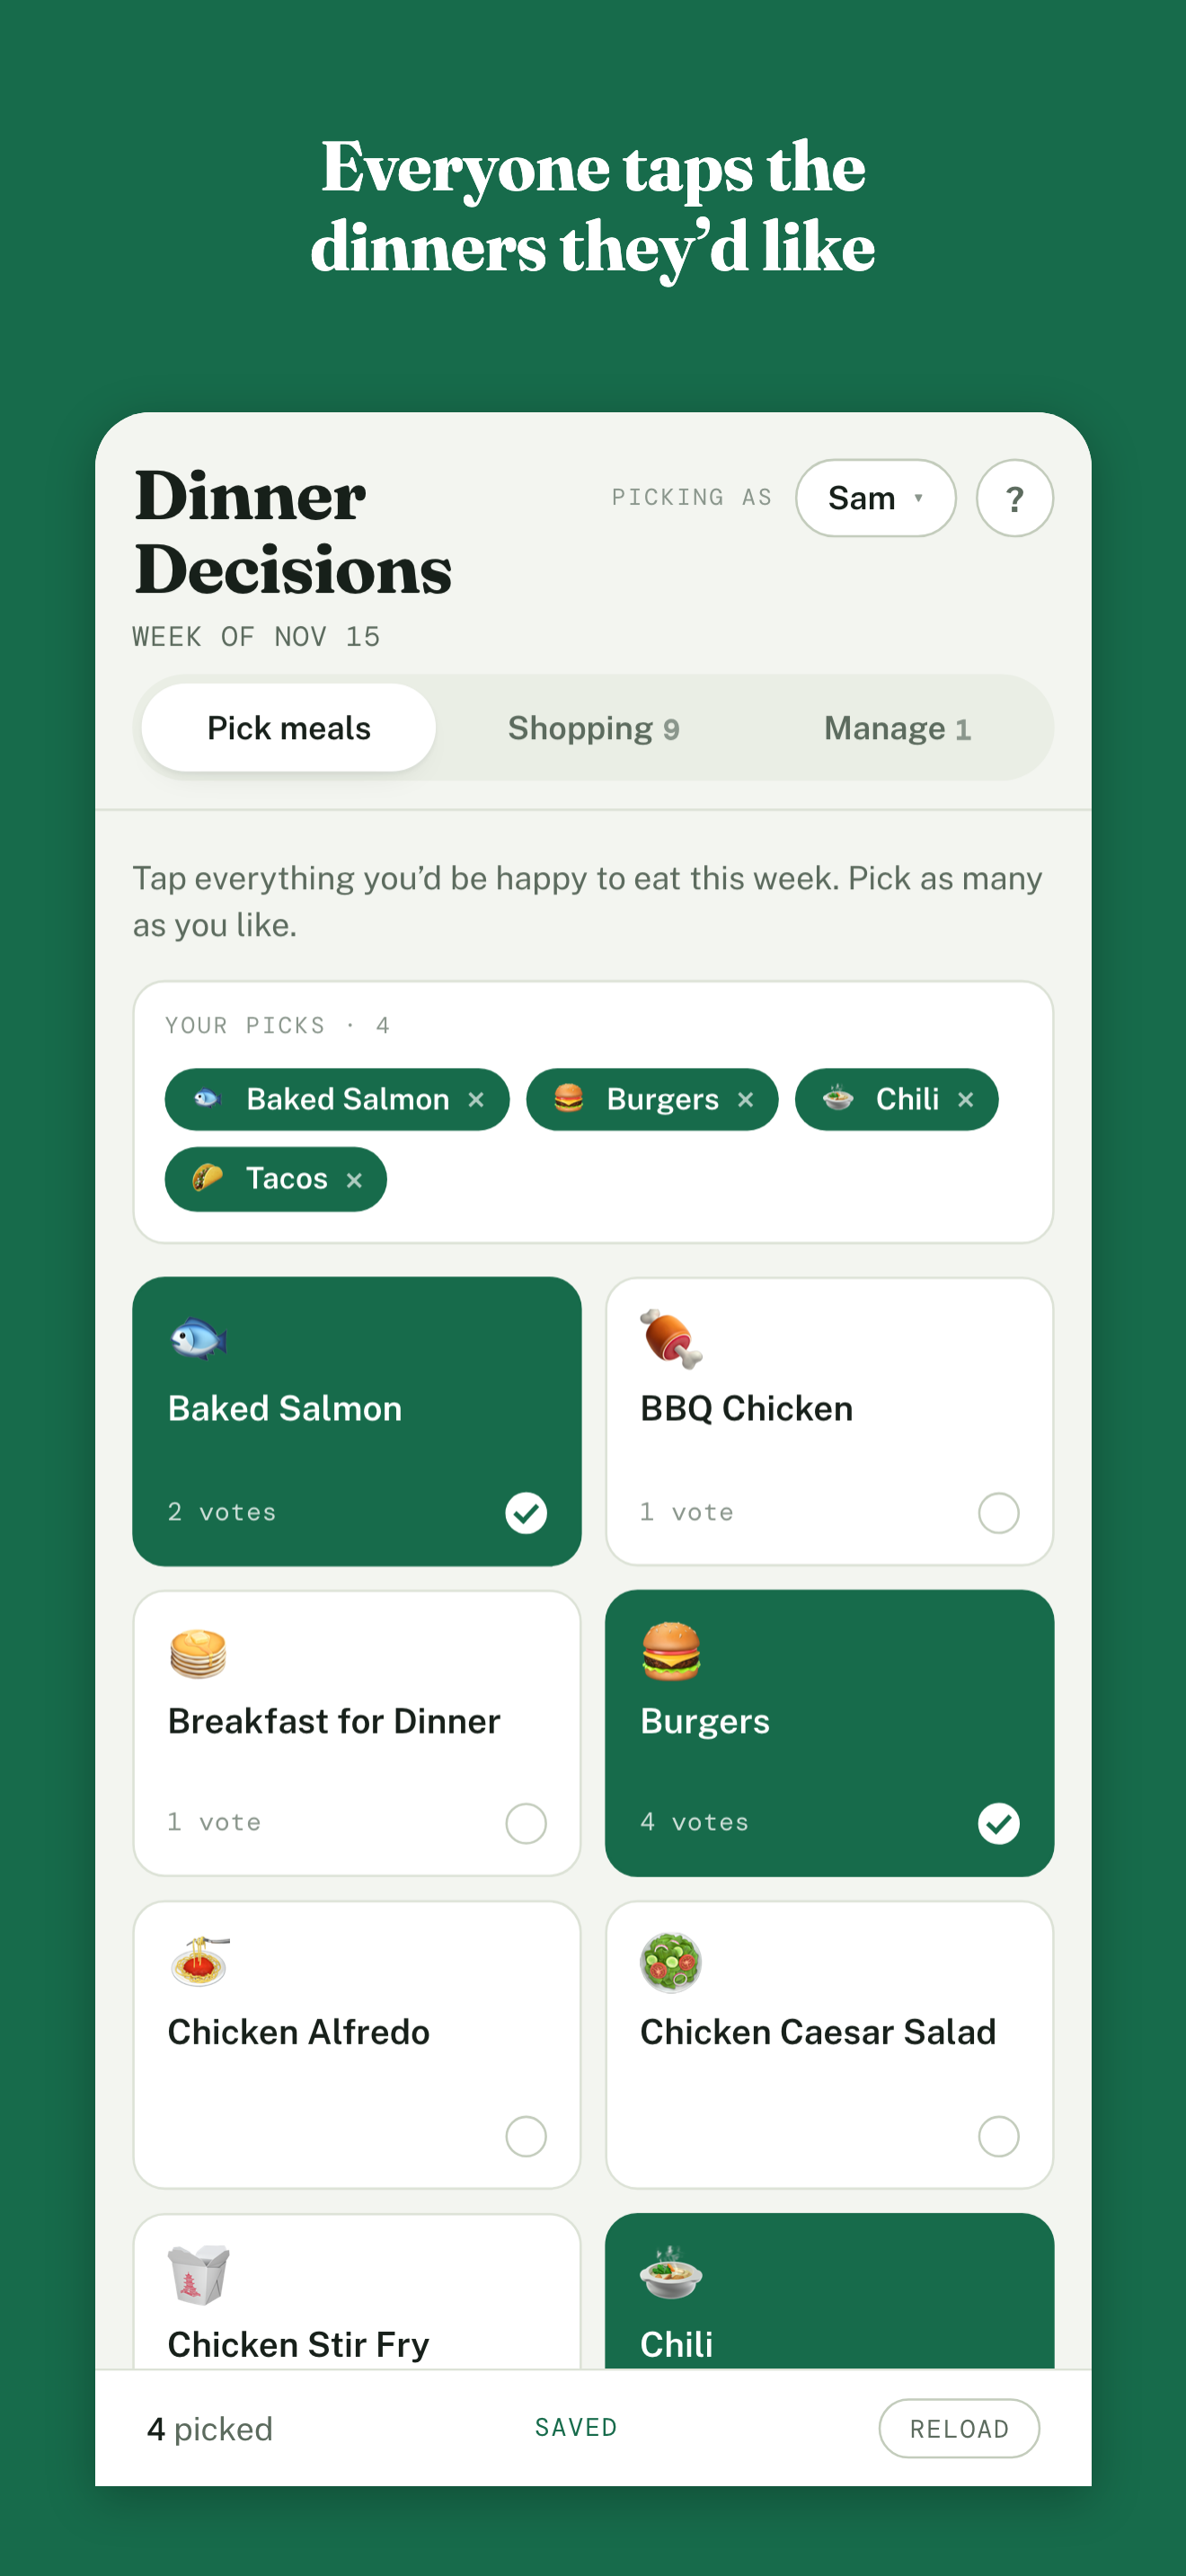 Everyone taps the
dinners they’d like
Dinner
Decisions
PICKING AS
Sam ▾
?
WEEK OF NOV 15
Pick meals
Shopping 9
Manage 1
Tap everything you’d be happy to eat this week. Pick as many
as you like.
YOUR PICKS · 4
Baked Salmon ×
Burgers ×
Chili ×
Tacos ×
Baked Salmon
2 votes
BBQ Chicken
1 vote
Breakfast for Dinner
1 vote
Burgers
4 votes
Chicken Alfredo
Chicken Caesar Salad
Chicken Stir Fry
Chili
4 picked
SAVED
RELOAD